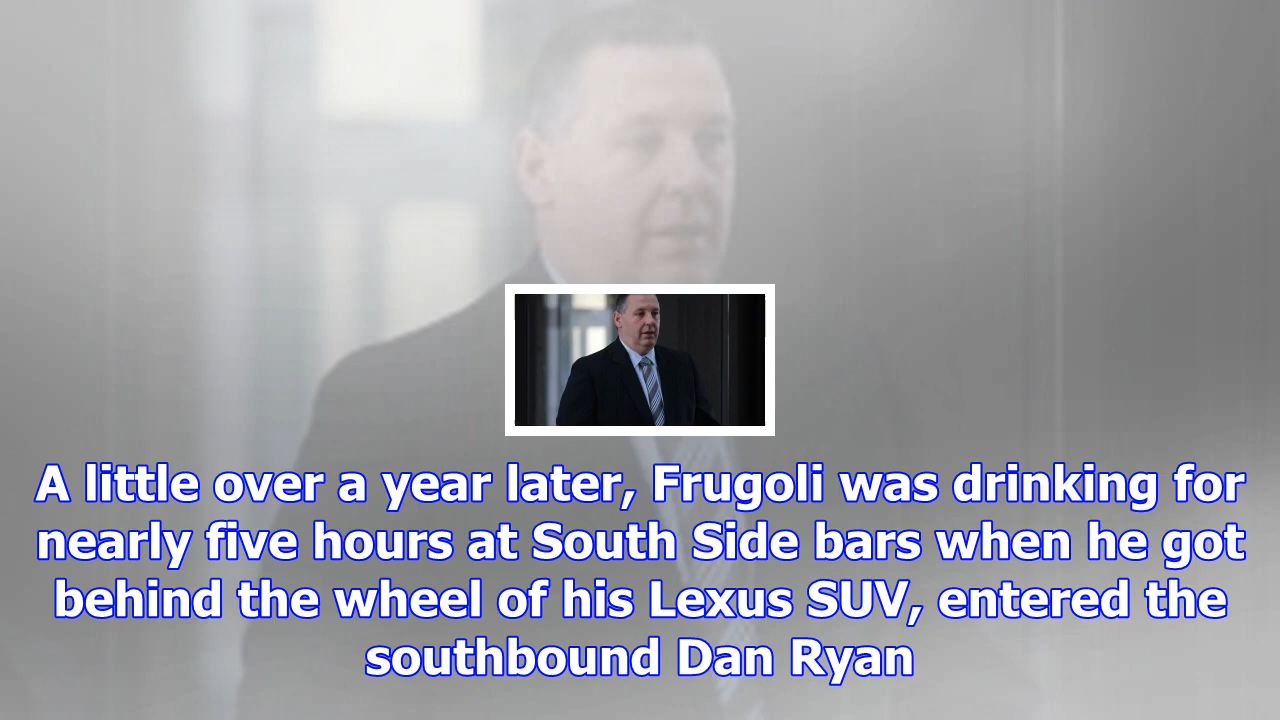 A little over a year later, Frugoli was drinking for
nearly five hours at South Side bars when he got
behind the wheel of his Lexus SUV, entered the
southbound Dan Ryan